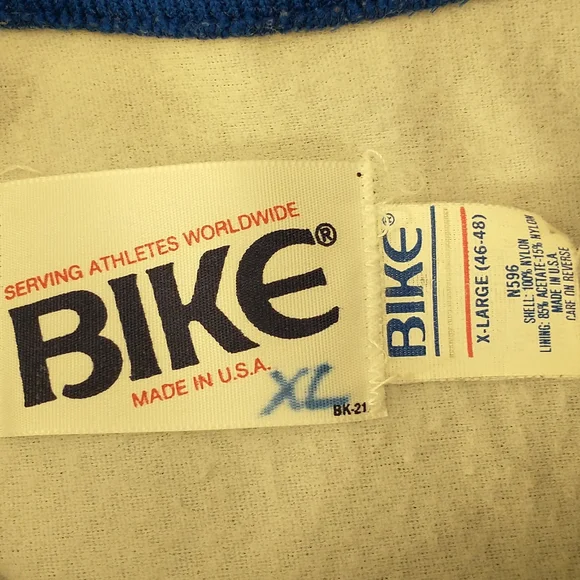 SERVING ATHLETES WORLDWIDE
BIKE®
MADE IN U.S.A.
XL
BK-21
BIKE®
X-LARGE (46-48)
N596
SHELL: 100% NYLON
LINING: 85% ACETATE-15% NYLON
MADE IN U.S.A
CARE ON REVERSE